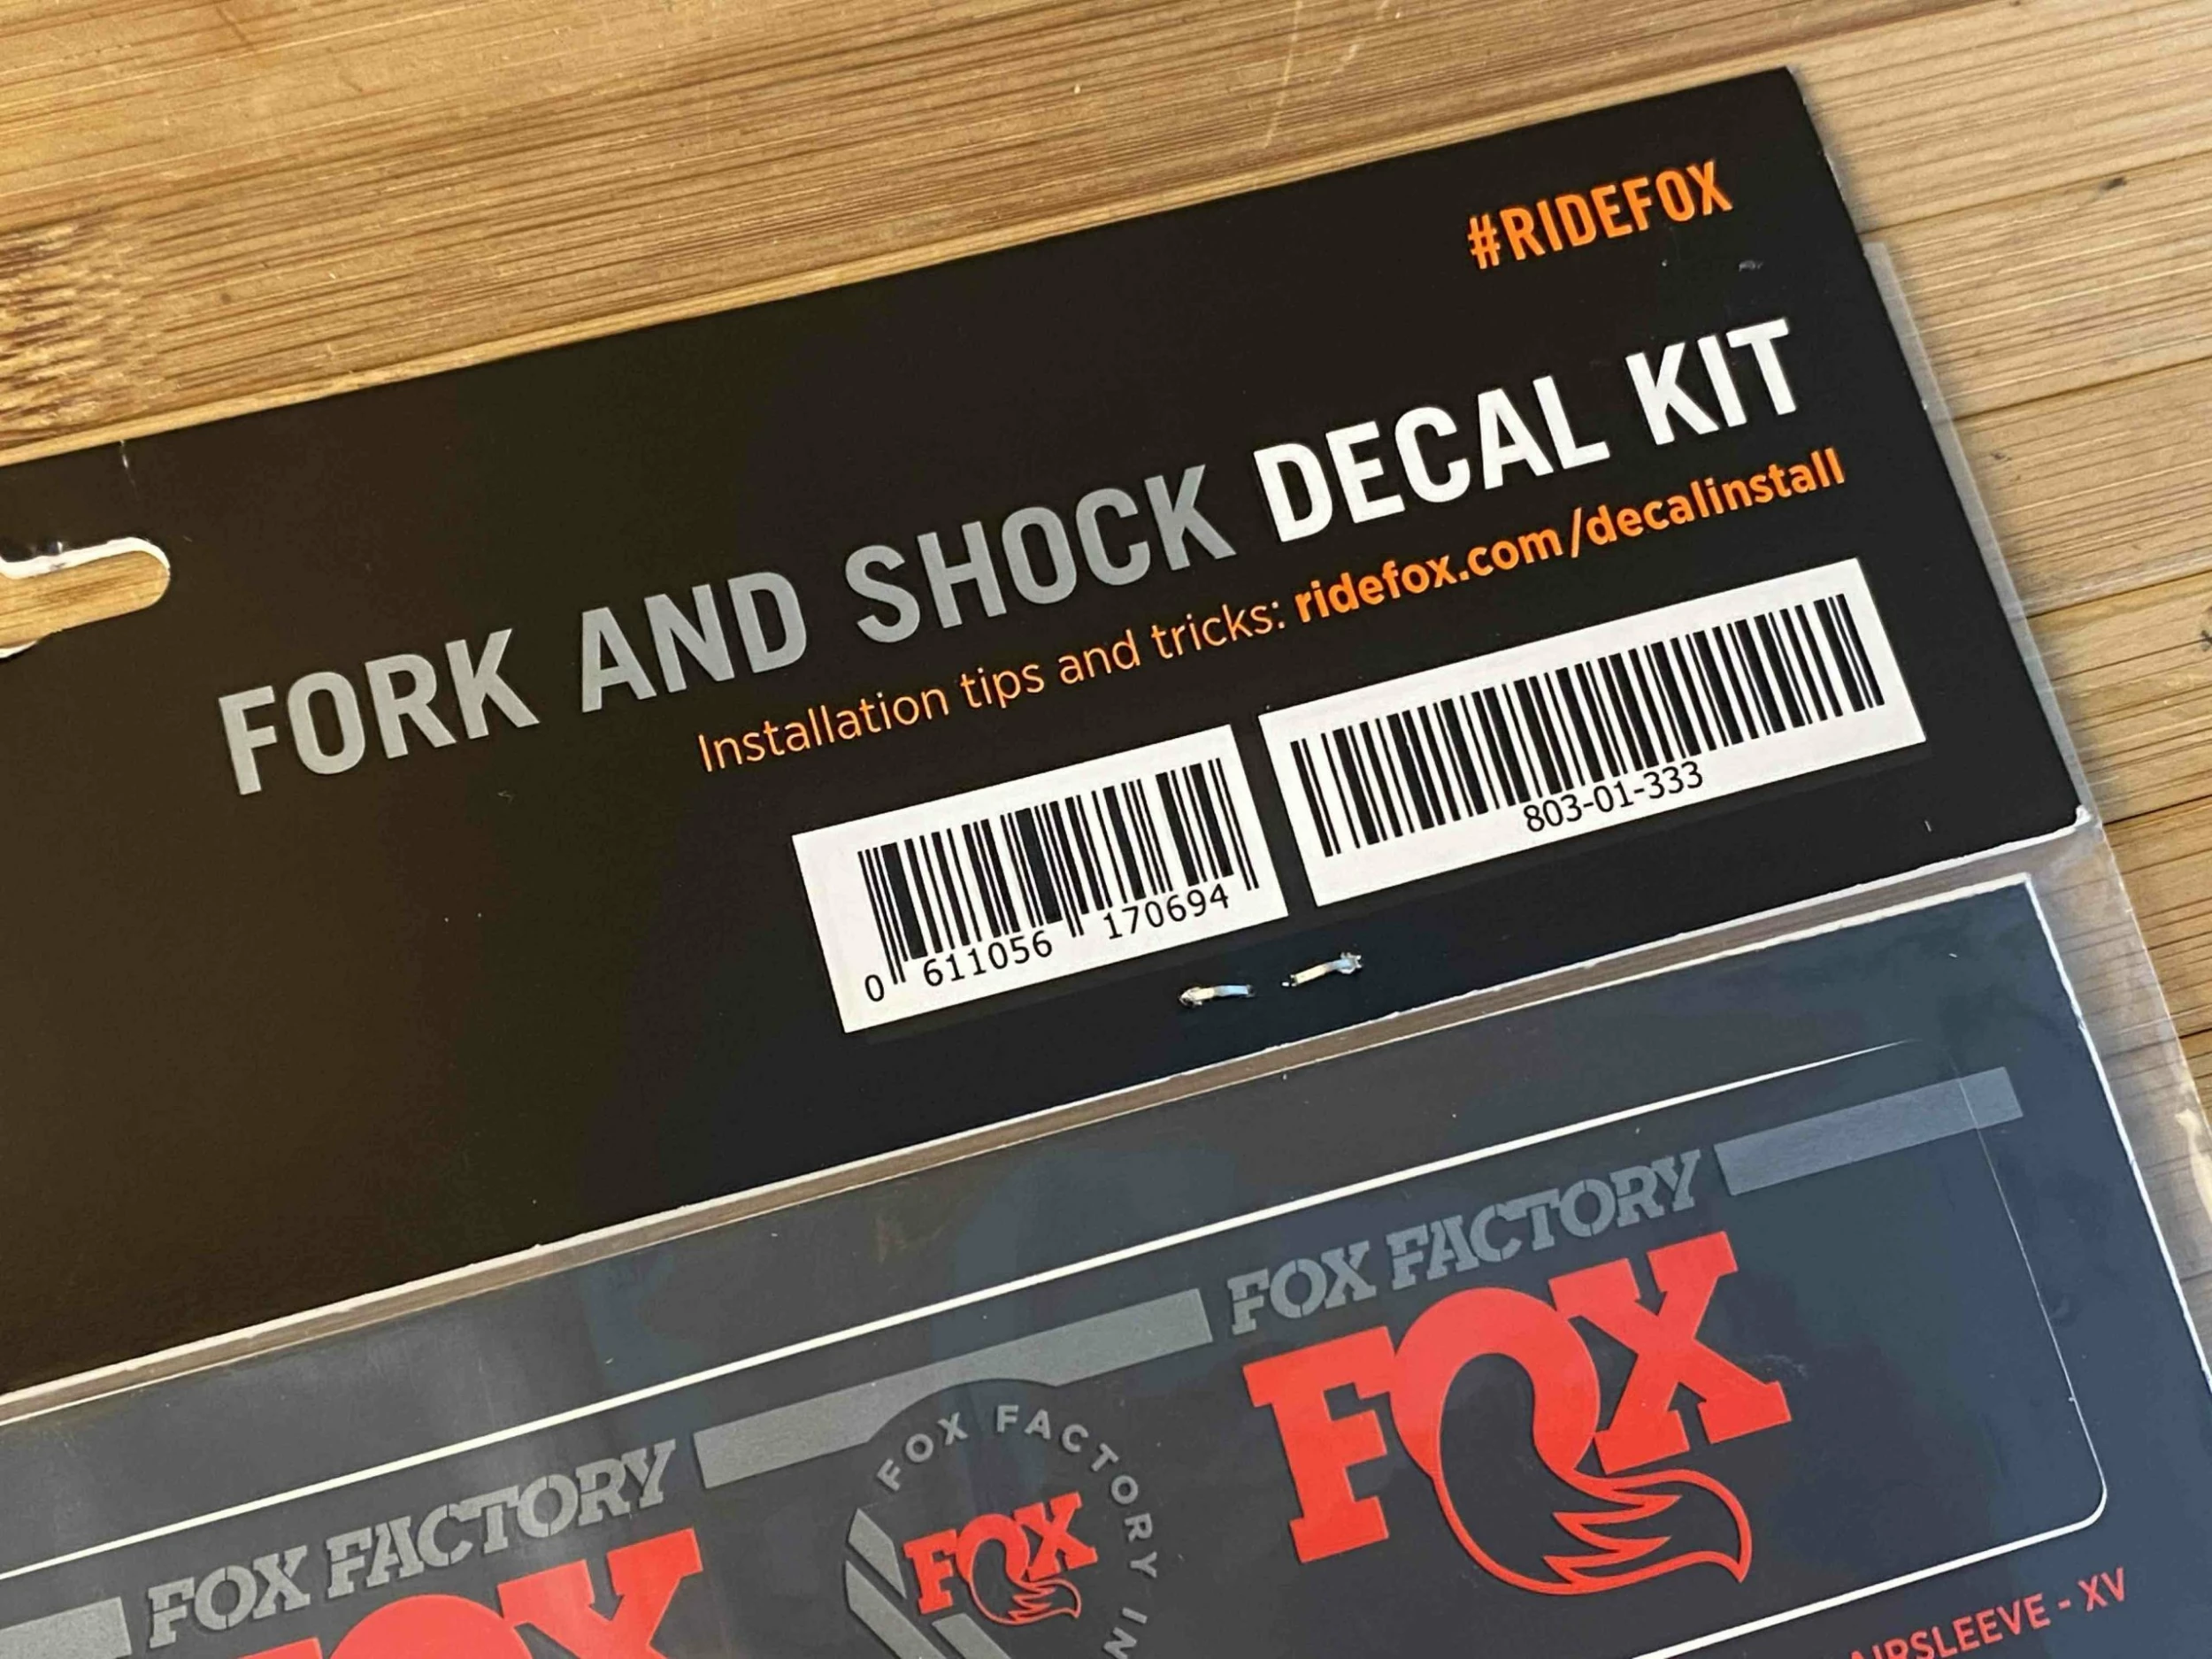 #RIDEFOX
FORK AND SHOCK DECAL KIT
Installation tips and tricks: ridefox.com/decalinstall
803-01-333
0 611056 170694
FOX FACTORY
FOX
FOX FACTORY
FOX FACTORY IN
FOX
AIRSLEEVE - XV